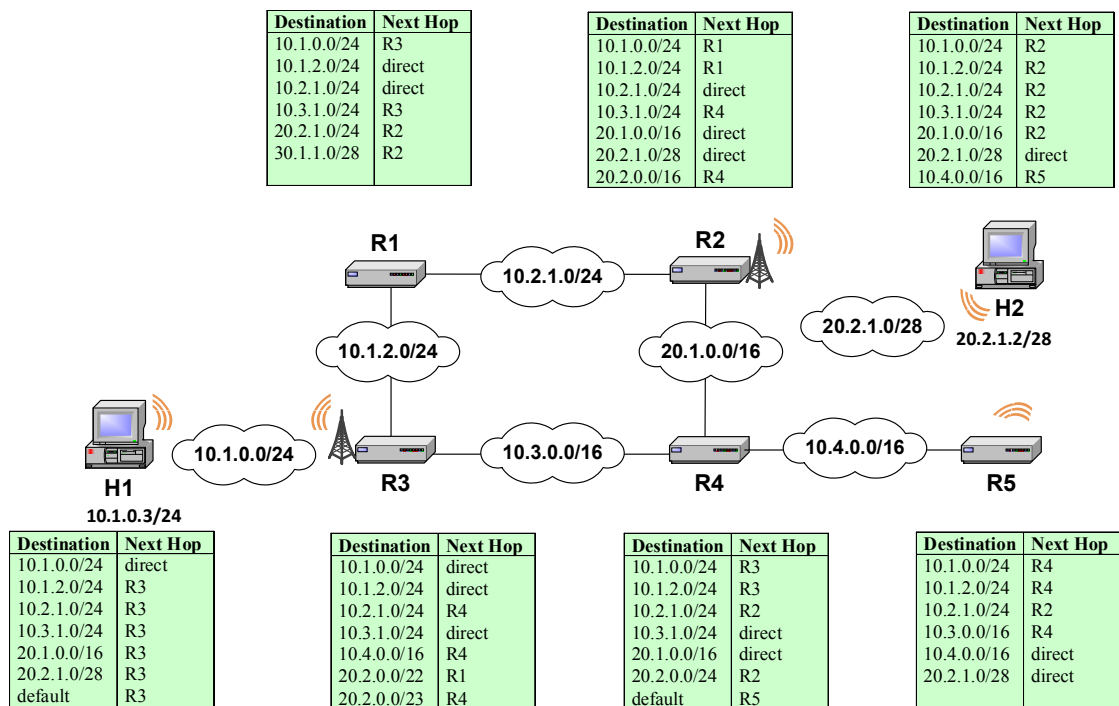 Destination Next Hop
10.1.0.0/24 R3
10.1.2.0/24 direct
10.2.1.0/24 direct
10.3.1.0/24 R3
20.2.1.0/24 R2
30.1.1.0/28 R2
Destination Next Hop
10.1.0.0/24 R1
10.1.2.0/24 R1
10.2.1.0/24 direct
10.3.1.0/24 R4
20.1.0.0/16 direct
20.2.1.0/28 direct
20.2.0.0/16 R4
Destination Next Hop
10.1.0.0/24 R2
10.1.2.0/24 R2
10.2.1.0/24 R2
10.3.1.0/24 R2
20.1.0.0/16 R2
20.2.1.0/28 direct
10.4.0.0/16 R5
R1
R2
10.2.1.0/24
H2
20.2.1.2/28
20.2.1.0/28
10.1.2.0/24
20.1.0.0/16
H1
10.1.0.3/24
10.1.0.0/24
R3
10.3.0.0/16
R4
10.4.0.0/16
R5
Destination Next Hop
10.1.0.0/24 direct
10.1.2.0/24 R3
10.2.1.0/24 R3
10.3.1.0/24 R3
20.1.0.0/16 R3
20.2.1.0/28 R3
default R3
Destination Next Hop
10.1.0.0/24 direct
10.1.2.0/24 direct
10.2.1.0/24 R4
10.3.1.0/24 direct
10.4.0.0/16 R4
20.2.0.0/22 R1
20.2.0.0/23 R4
Destination Next Hop
10.1.0.0/24 R3
10.1.2.0/24 R3
10.2.1.0/24 R2
10.3.1.0/24 direct
20.1.0.0/16 direct
20.2.0.0/24 R2
default R5
Destination Next Hop
10.1.0.0/24 R4
10.1.2.0/24 R4
10.2.1.0/24 R2
10.3.0.0/16 R4
10.4.0.0/16 direct
20.2.1.0/28 direct